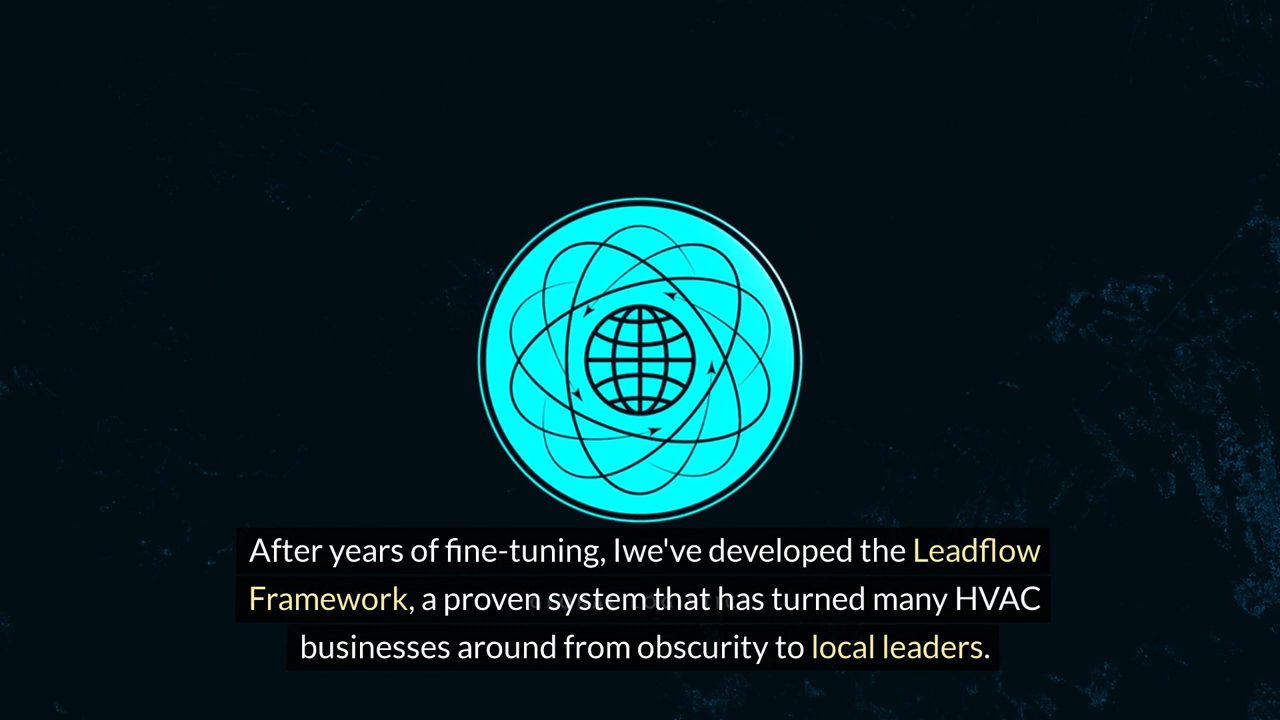 After years of fine-tuning, Iwe've developed the Leadflow
Framework, a proven system that has turned many HVAC
businesses around from obscurity to local leaders.